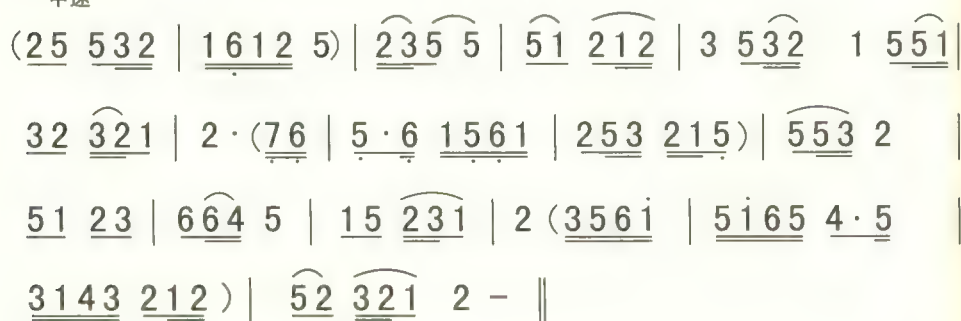 (25 532 | 1612 5) | 235 5 | 51 212 | 3 532 1 551 |
32 321 | 2 · (76 | 5 · 6 1561 | 253 215) | 553 2 |
51 23 | 664 5 | 15 231 | 2 (3561̇ | 51̇65 4 · 5 |
3143 212) | 52 321 2 - ‖